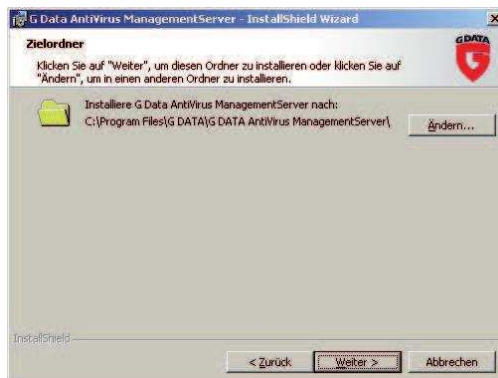 G Data AntiVirus ManagementServer - InstallShield Wizard
Zielordner
G DATA
Klicken Sie auf "Weiter", um diesen Ordner zu installieren oder klicken Sie auf
"Ändern", um in einen anderen Ordner zu installieren.
Installiere G Data AntiVirus ManagementServer nach:
C:\Program Files\G DATA\G DATA AntiVirus ManagementServer\
Ändern...
InstallShield
< Zurück
Weiter >
Abbrechen